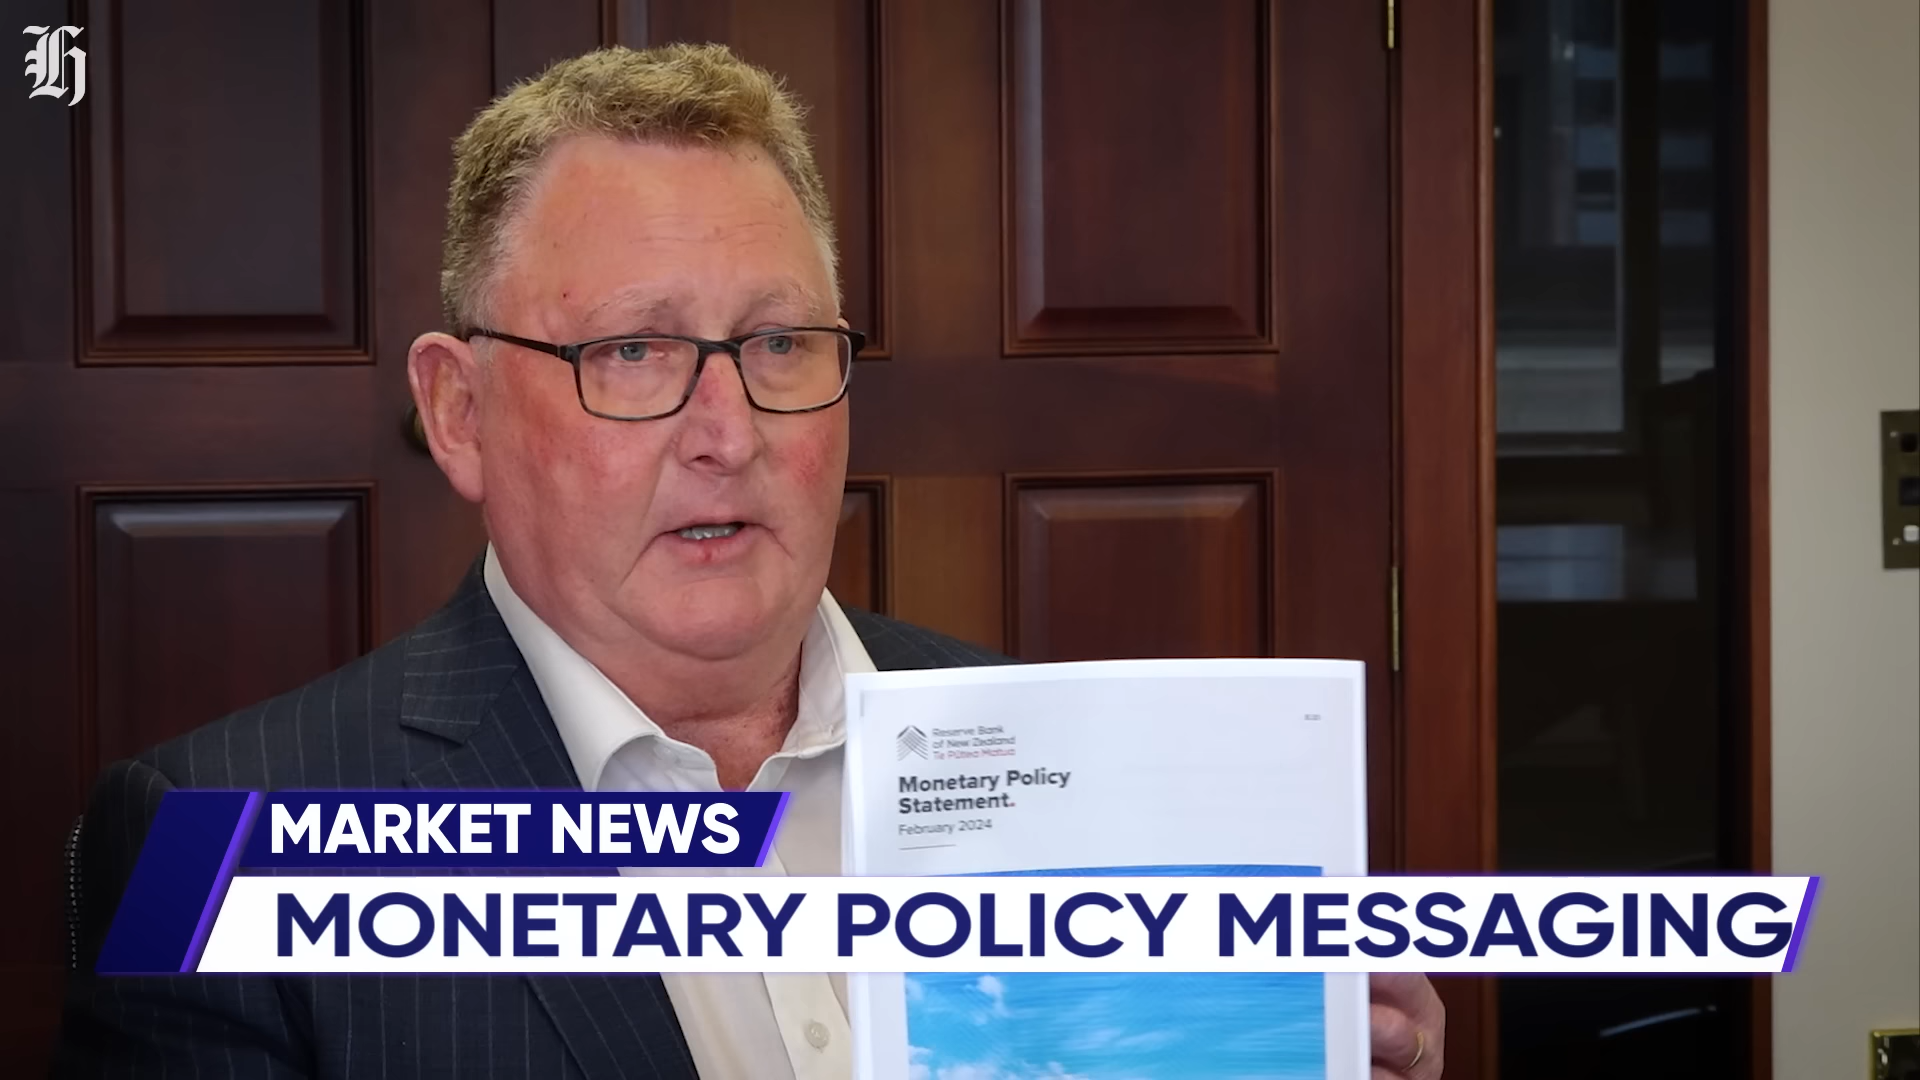 H
Reserve Bank
of New Zealand
Te Pūtea Matua
Monetary Policy
Statement.
February 2024
MARKET NEWS
MONETARY POLICY MESSAGING